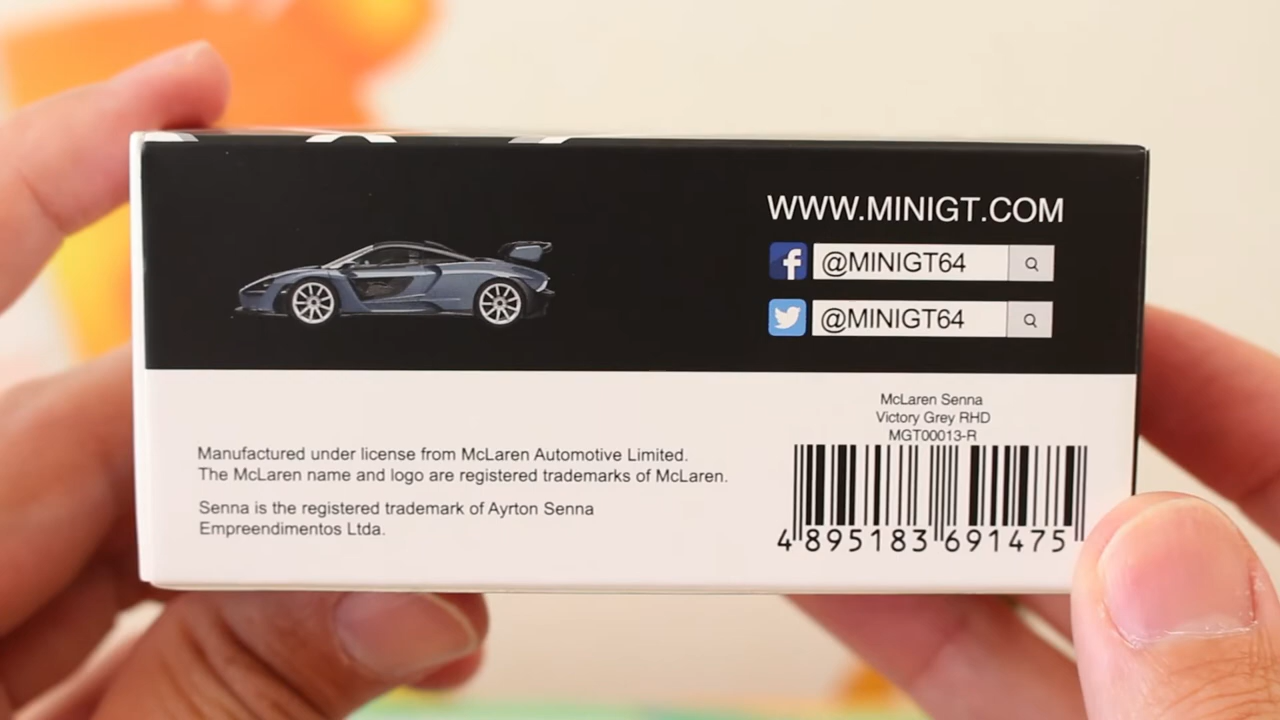 WWW.MINIGT.COM
@MINIGT64
@MINIGT64
McLaren Senna
Victory Grey RHD
MGT00013-R
4 895183 691475
Manufactured under license from McLaren Automotive Limited.
The McLaren name and logo are registered trademarks of McLaren.
Senna is the registered trademark of Ayrton Senna
Empreendimentos Ltda.